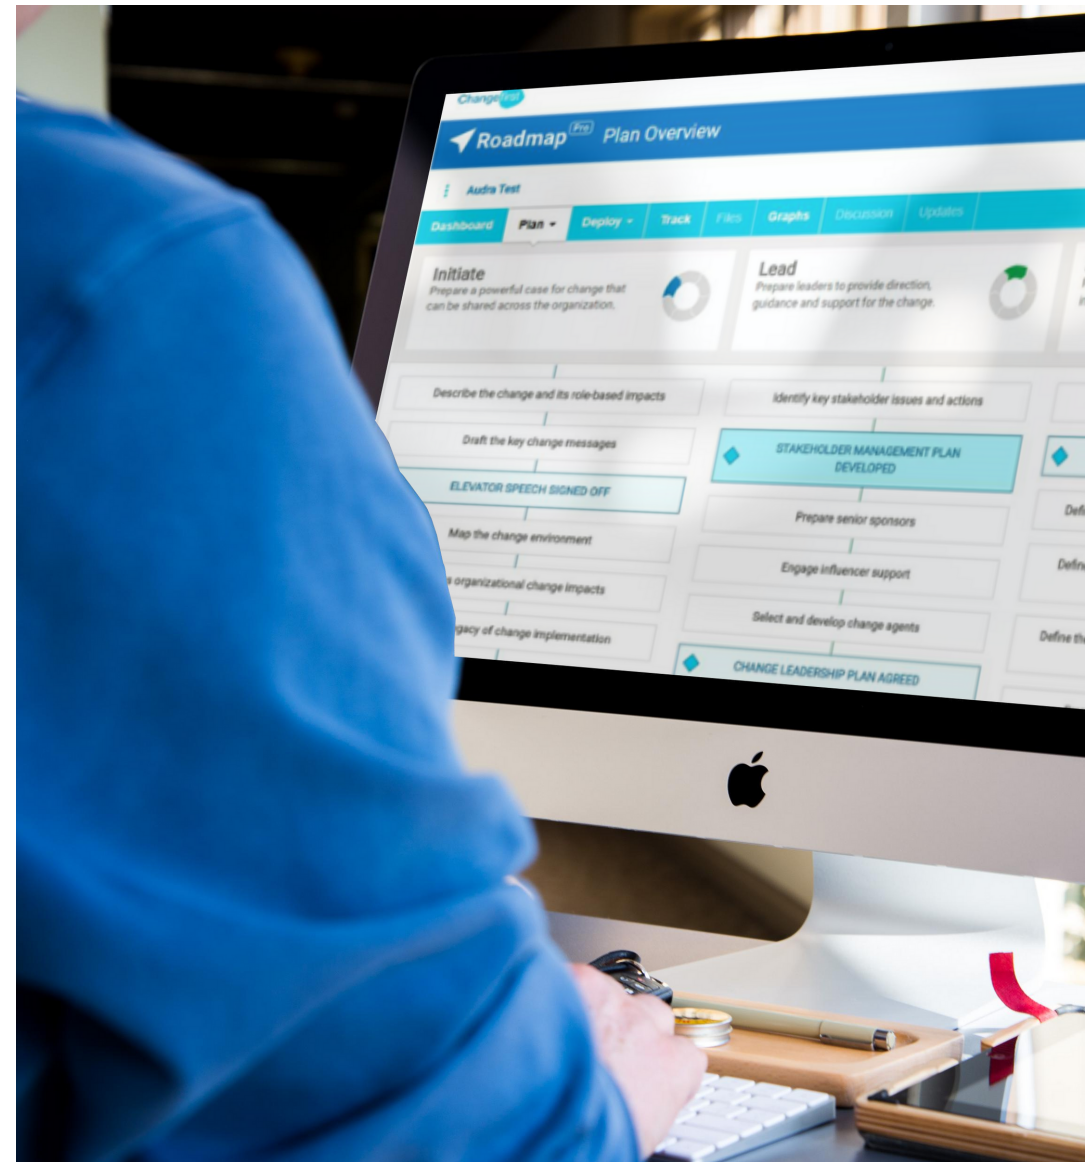 Changefirst
Roadmap Pro Plan Overview
Audra Test
Dashboard Plan Deploy Track Files Graphs Discussion Updates
Initiate
Prepare a powerful case for change that
can be shared across the organization.
Lead
Prepare leaders to provide direction,
guidance and support for the change.
Describe the change and its role-based impacts
Draft the key change messages
ELEVATOR SPEECH SIGNED OFF
Map the change environment
organizational change impacts
of change implementation
Identify key stakeholder issues and actions
STAKEHOLDER MANAGEMENT PLAN
DEVELOPED
Prepare senior sponsors
Engage influencer support
Select and develop change agents
CHANGE LEADERSHIP PLAN AGREED
Define the